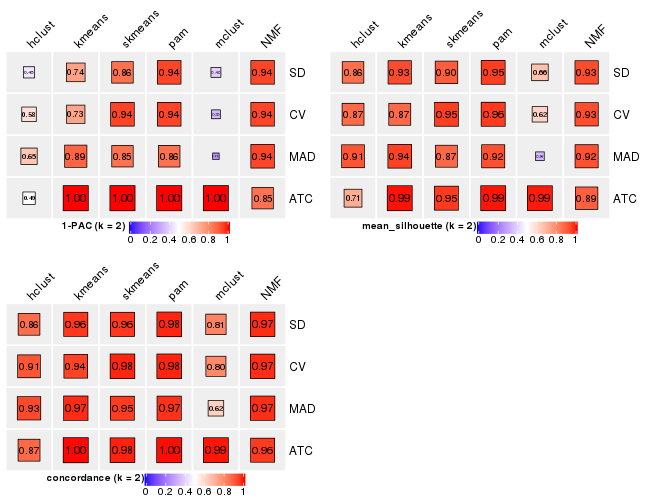 hclust kmeans skmeans pam mclust NMF
0.74 0.86 0.94 0.94 SD
0.58 0.73 0.94 0.94 0.94 CV
0.65 0.89 0.85 0.86 0.94 MAD
0.49 1.00 1.00 1.00 1.00 0.85 ATC
1-PAC (k = 2)
0 0.2 0.4 0.6 0.8 1
hclust kmeans skmeans pam mclust NMF
0.86 0.93 0.90 0.95 0.66 0.93 SD
0.87 0.87 0.95 0.96 0.62 0.93 CV
0.91 0.94 0.87 0.92 0.92 MAD
0.71 0.99 0.95 0.99 0.99 0.89 ATC
mean_silhouette (k = 2)
0 0.2 0.4 0.6 0.8 1
hclust kmeans skmeans pam mclust NMF
0.86 0.96 0.96 0.98 0.81 0.97 SD
0.91 0.94 0.98 0.98 0.80 0.97 CV
0.93 0.97 0.95 0.97 0.62 0.97 MAD
0.87 1.00 0.98 1.00 0.99 0.96 ATC
concordance (k = 2)
0 0.2 0.4 0.6 0.8 1